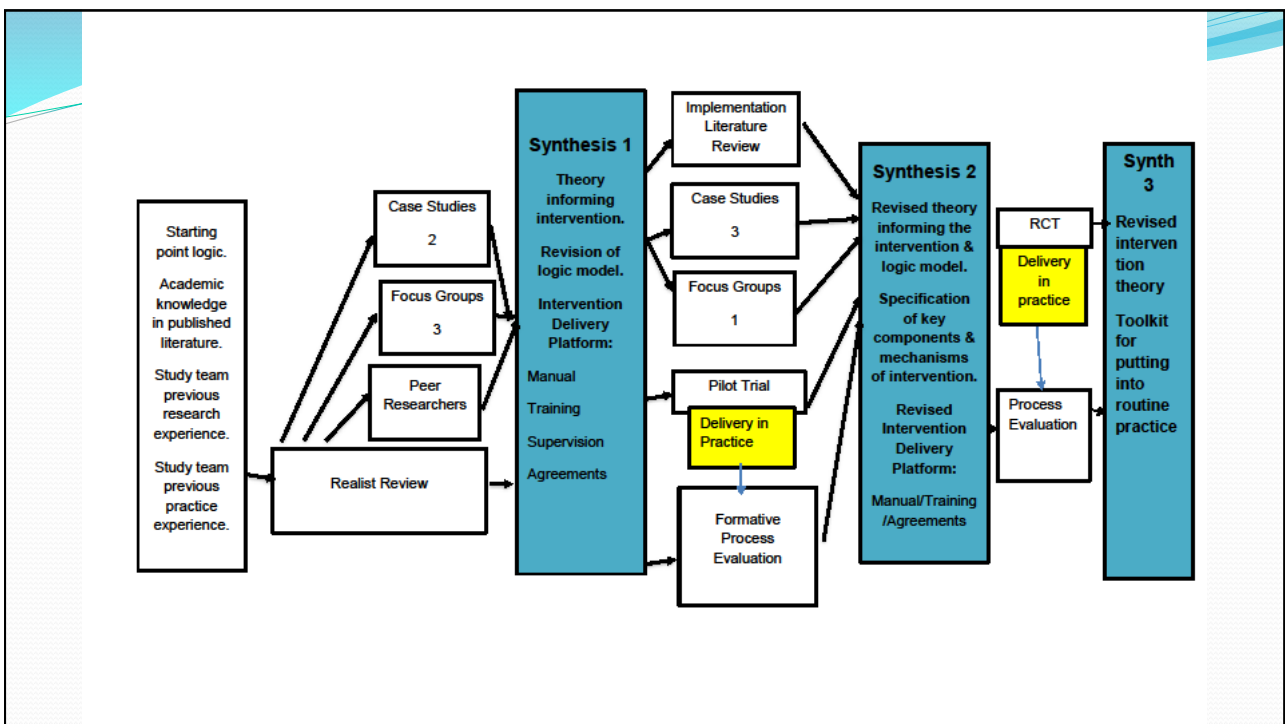 Starting
point logic.
Academic
knowledge
in published
literature.
Study team
previous
research
experience.
Study team
previous
practice
experience.
Case Studies
2
Focus Groups
3
Peer
Researchers
Realist Review
Synthesis 1
Theory
informing
intervention.
Revision of
logic model.
Intervention
Delivery
Platform:
Manual
Training
Supervision
Agreements
Implementation
Literature
Review
Case Studies
3
Focus Groups
1
Pilot Trial
Delivery in
Practice
Formative
Process
Evaluation
Synthesis 2
Revised theory
informing the
intervention &
logic model.
Specification
of key
components &
mechanisms
of intervention.
Revised
Intervention
Delivery
Platform:
Manual/Training
/Agreements
RCT
Delivery
in
practice
Process
Evaluation
Synth
3
Revised
interven
tion
theory
Toolkit
for
putting
into
routine
practice